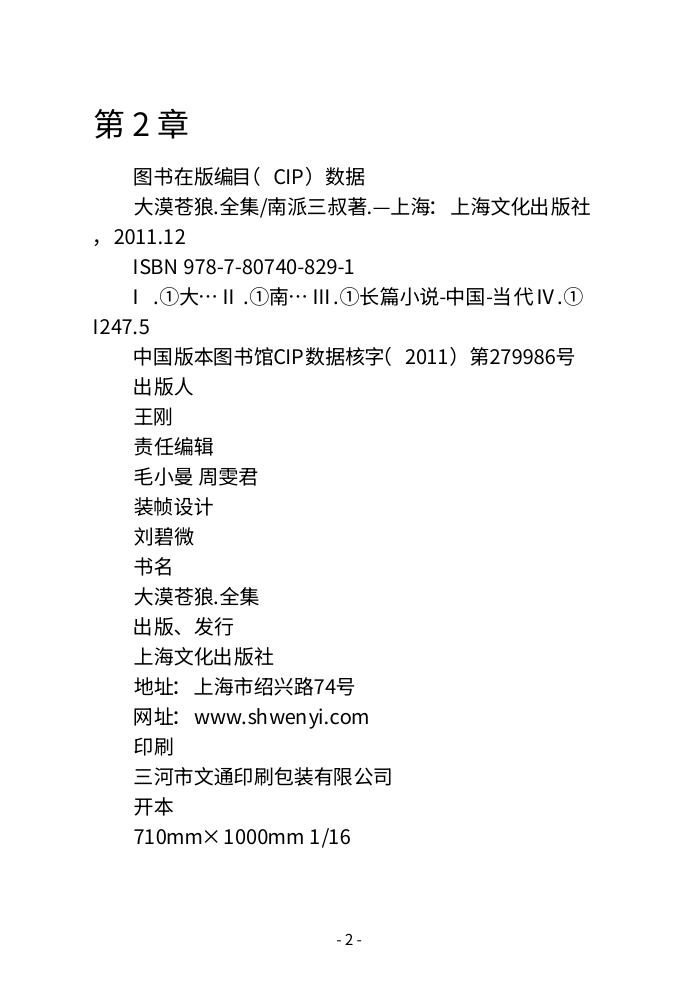 第 2 章
图书在版编目（CIP）数据
大漠苍狼.全集/南派三叔著.—上海：上海文化出版社
，2011.12
ISBN 978-7-80740-829-1
Ⅰ.①大…Ⅱ.①南…Ⅲ.①长篇小说-中国-当代Ⅳ.①
I247.5
中国版本图书馆CIP数据核字（2011）第279986号
出版人
王刚
责任编辑
毛小曼 周雯君
装帧设计
刘碧微
书名
大漠苍狼.全集
出版、发行
上海文化出版社
地址：上海市绍兴路74号
网址：www.shwenyi.com
印刷
三河市文通印刷包装有限公司
开本
710mm×1000mm 1/16
- 2 -